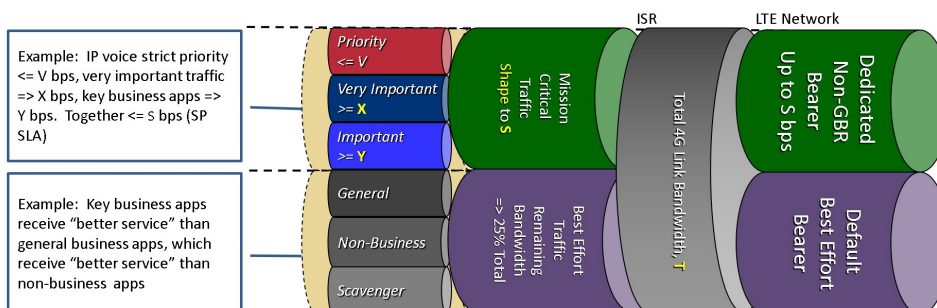 ISR
LTE Network
Example:  IP voice strict priority
<= V bps, very important traffic
=> X bps, key business apps =>
Y bps.  Together <= S bps (SP
SLA)
Example:  Key business apps
receive “better service” than
general business apps, which
receive “better service” than
non-business  apps
Priority
<= V
Very Important
>= X
Important
>= Y
General
Non-Business
Scavenger
Mission
Critical
Traffic
Shape to S
Best Effort
Traffic
Remaining
Bandwidth
=> 25% Total
Total 4G Link Bandwidth, T
Dedicated
Non-GBR
Bearer
Up to S bps
Default
Best Effort
Bearer